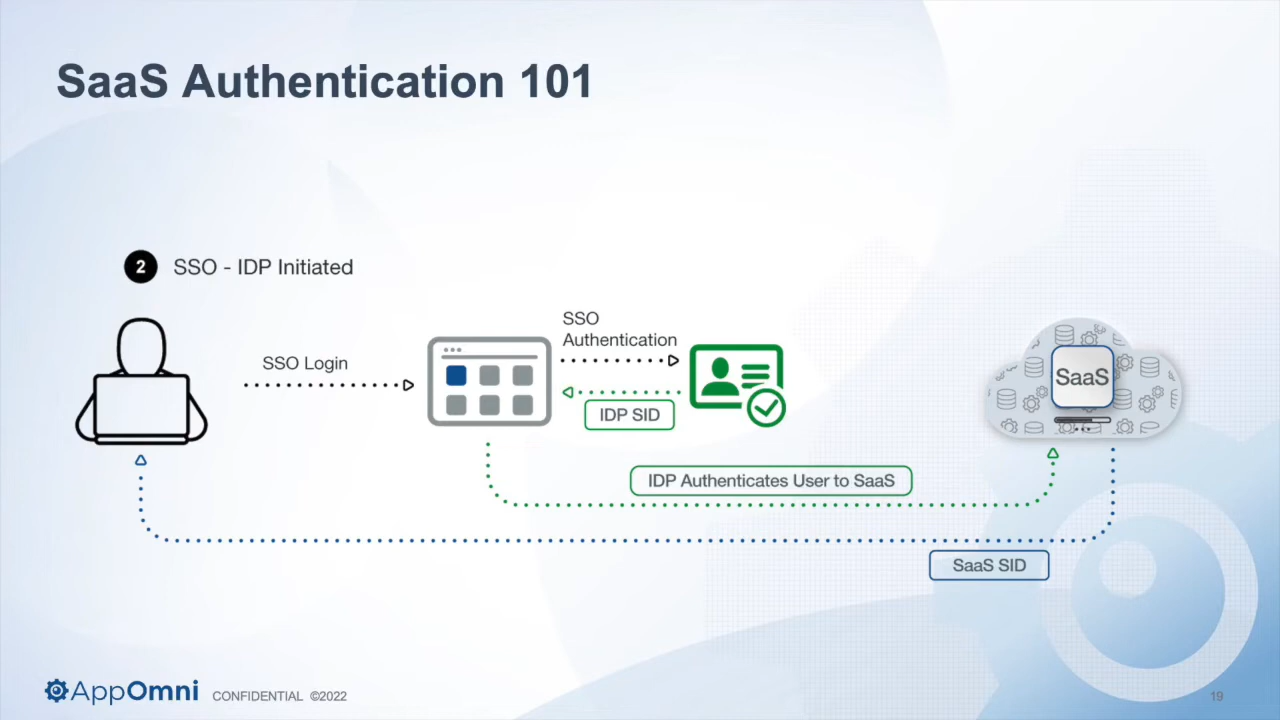 SaaS Authentication 101
2 SSO - IDP Initiated
SSO
Authentication
SSO Login
IDP SID
SaaS
IDP Authenticates User to SaaS
SaaS SID
AppOmni CONFIDENTIAL ©2022
19